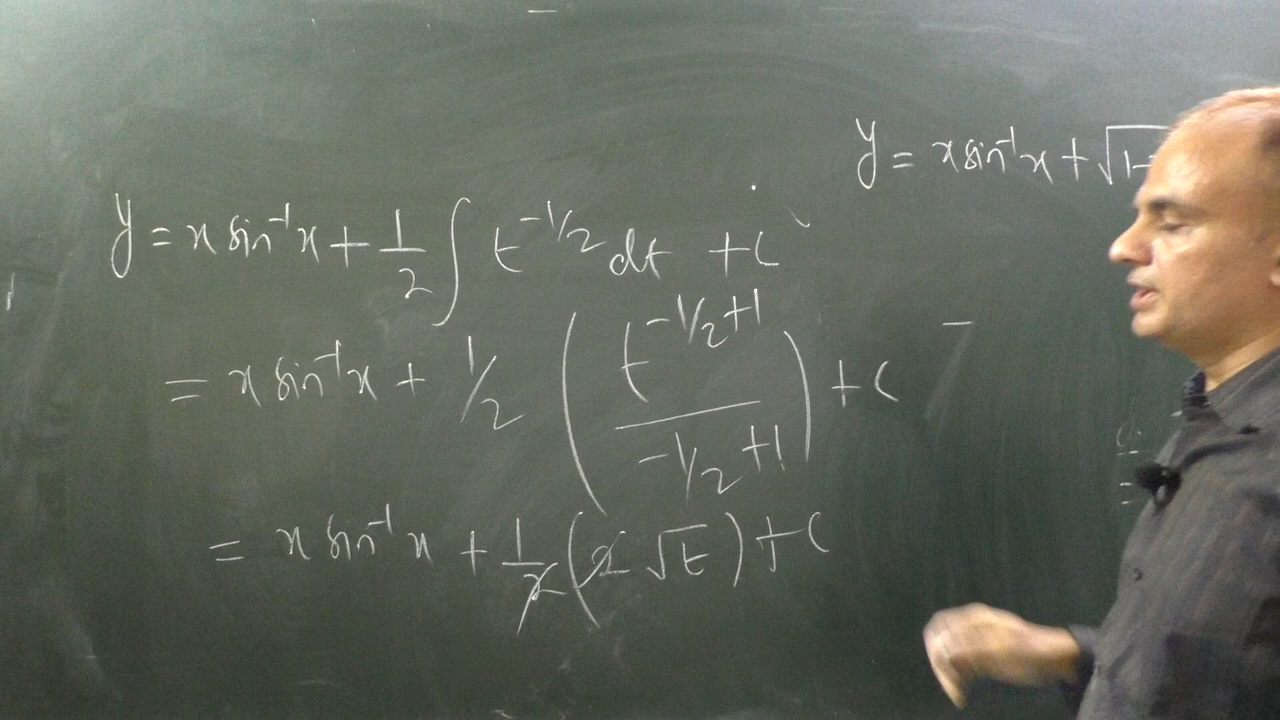 y = x sin⁻¹x + 1/2 ∫ t^(-1/2) dt + c
= x sin⁻¹x + 1/2 ( t^(-1/2+1) / (-1/2+1) ) + c
= x sin⁻¹x + 1/2 ( 2 √t ) + c
y = x sin⁻¹x + √1-